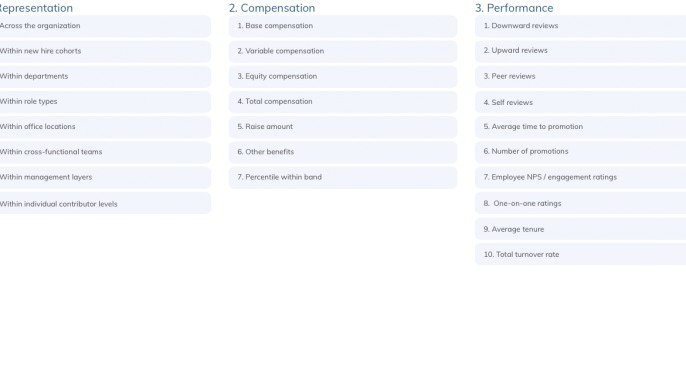 Representation
Across the organization
Within new hire cohorts
Within departments
Within role types
Within office locations
Within cross-functional teams
Within management layers
Within individual contributor levels
2. Compensation
1. Base compensation
2. Variable compensation
3. Equity compensation
4. Total compensation
5. Raise amount
6. Other benefits
7. Percentile within band
3. Performance
1. Downward reviews
2. Upward reviews
3. Peer reviews
4. Self reviews
5. Average time to promotion
6. Number of promotions
7. Employee NPS / engagement ratings
8. One-on-one ratings
9. Average tenure
10. Total turnover rate